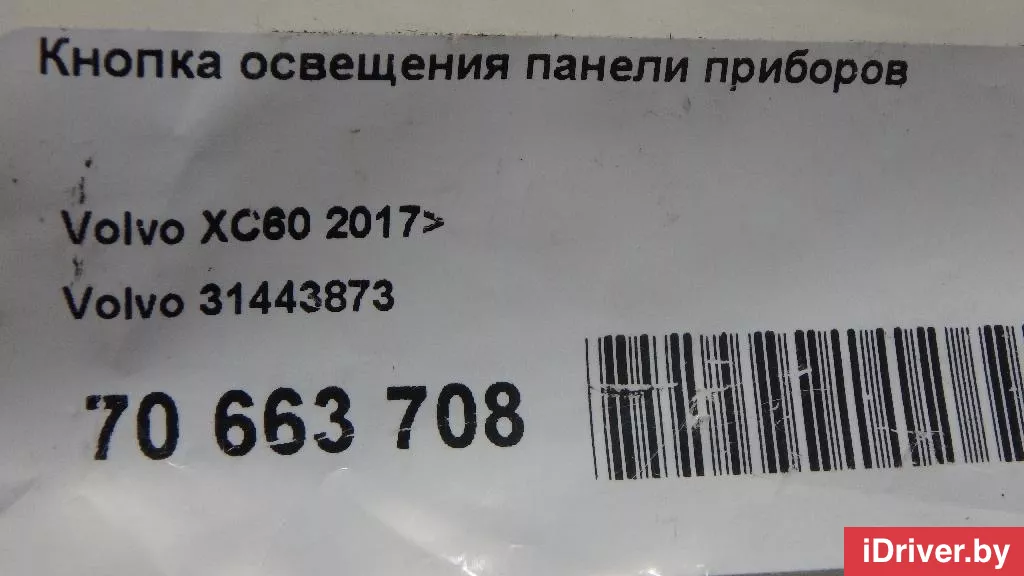 Кнопка освещения панели приборов
Volvo XC60 2017>
Volvo 31443873
70 663 708
iDriver.by